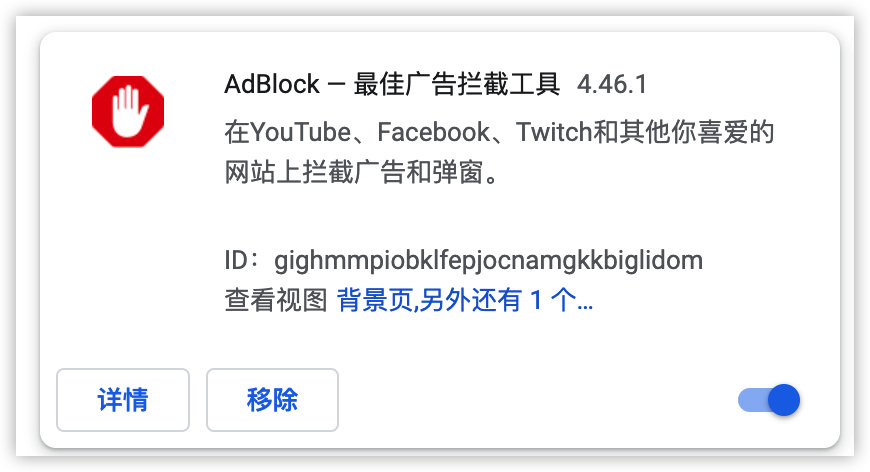 AdBlock — 最佳广告拦截工具 4.46.1
在YouTube、Facebook、Twitch和其他你喜爱的
网站上拦截广告和弹窗。
ID：gighmmpiobklfepjocnamgkkbiglidom
查看视图 背景页,另外还有 1 个...
详情 移除